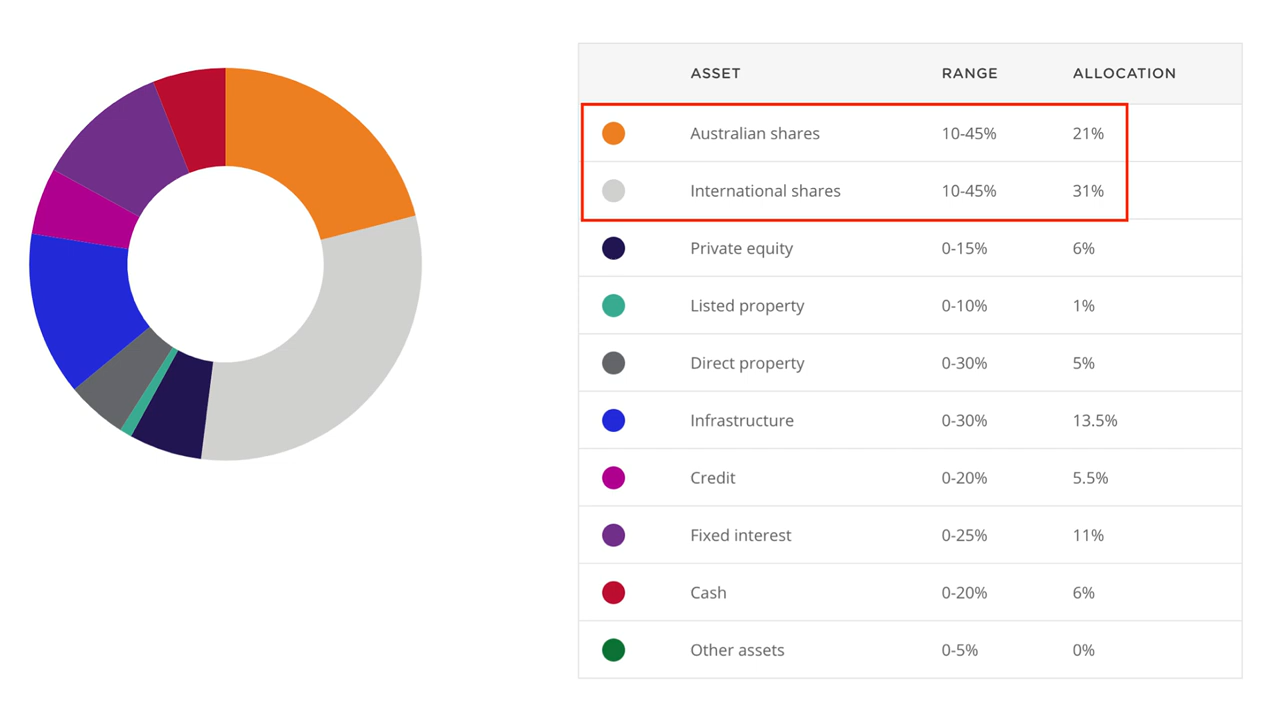 ASSET RANGE ALLOCATION
Australian shares 10-45% 21%
International shares 10-45% 31%
Private equity 0-15% 6%
Listed property 0-10% 1%
Direct property 0-30% 5%
Infrastructure 0-30% 13.5%
Credit 0-20% 5.5%
Fixed interest 0-25% 11%
Cash 0-20% 6%
Other assets 0-5% 0%